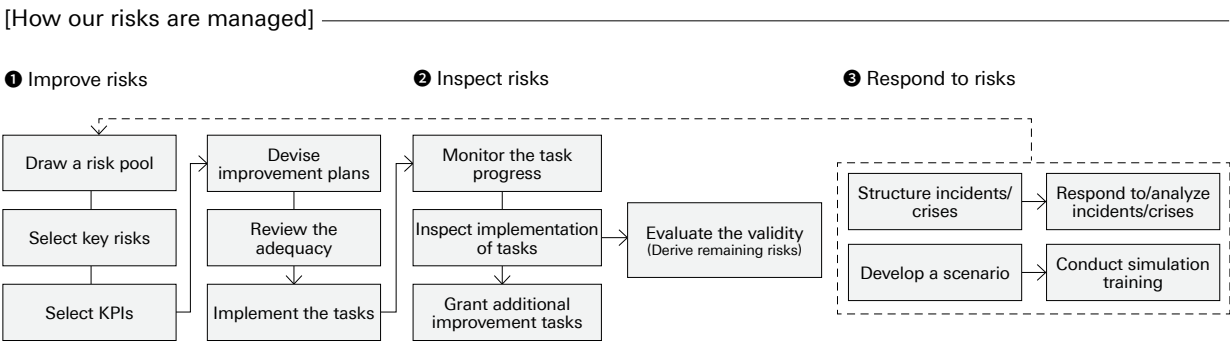 [How our risks are managed]
❶ Improve risks
Draw a risk pool
Select key risks
Select KPIs
Devise
improvement plans
Review the
adequacy
Implement the tasks
❷ Inspect risks
Monitor the task
progress
Inspect implementation
of tasks
Grant additional
improvement tasks
Evaluate the validity
(Derive remaining risks)
❸ Respond to risks
Structure incidents/
crises
Respond to/analyze
incidents/crises
Develop a scenario
Conduct simulation
training